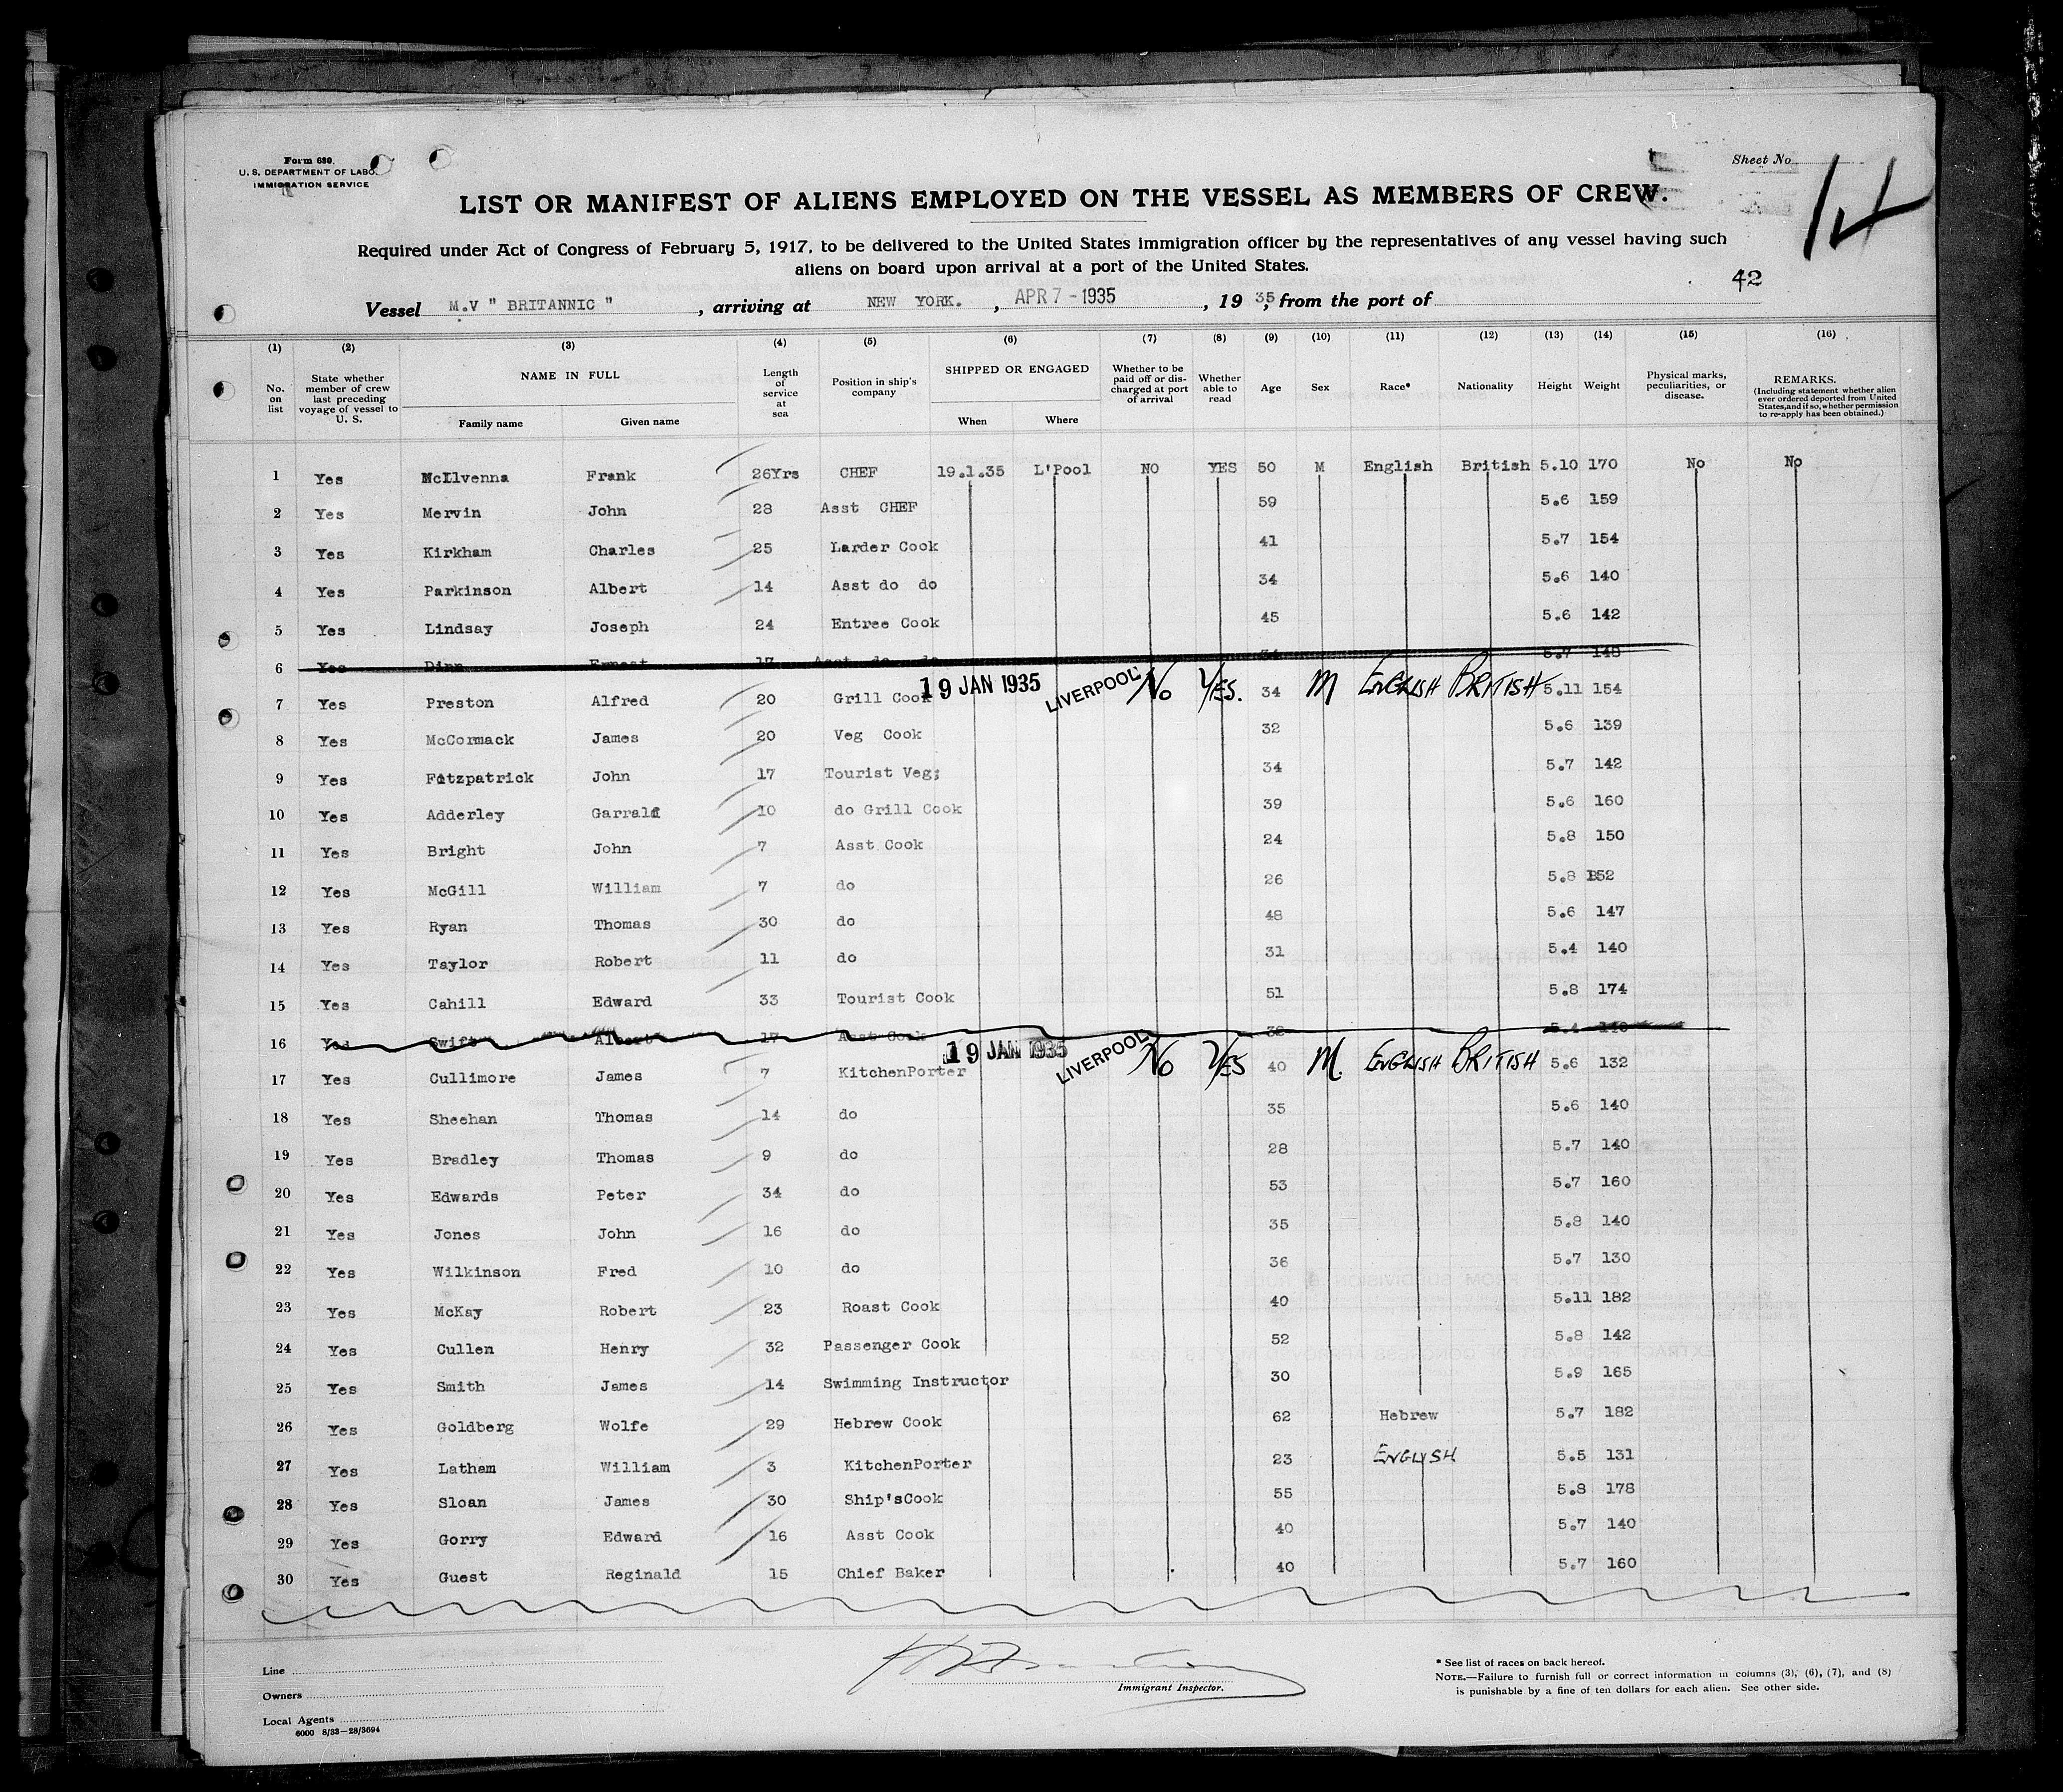 Form 680.
U. S. DEPARTMENT OF LABO
IMMIGRATION SERVICE
Sheet No.
14
LIST OR MANIFEST OF ALIENS EMPLOYED ON THE VESSEL AS MEMBERS OF CREW.
Required under Act of Congress of February 5, 1917, to be delivered to the United States immigration officer by the representatives of any vessel having such
aliens on board upon arrival at a port of the United States.
42
Vessel M.V " BRITANNIC " , arriving at NEW YORK. , APR 7 - 1935 , 19 35, from the port of
(1) (2) (3) (4) (5) (6) (7) (8) (9) (10) (11) (12) (13) (14) (15) (16)
No. on list State whether member of crew last preceding voyage of vessel to U. S. NAME IN FULL Family name Given name Length of service at sea Position in ship's company SHIPPED OR ENGAGED When Where Whether to be paid off or discharged at port of arrival Whether able to read Age Sex Race* Nationality Height Weight Physical marks, peculiarities, or disease. REMARKS. (Including statement whether alien ever ordered deported from United States, and if so, whether permission to re-apply has been obtained.)
1 Yes McIlvenna Frank 26Yrs CHEF 19.1.35 L'Pool NO YES 50 M English British 5.10 170 No No
2 Yes Mervin John 28 Asst CHEF 59 5.6 159
3 Yes Kirkham Charles 25 Larder Cook 41 5.7 154
4 Yes Parkinson Albert 14 Asst do do 34 5.6 140
5 Yes Lindsay Joseph 24 Entree Cook 45 5.6 142
6 Yes Ernest 17 Asst do do 5.7
7 Yes Preston Alfred 20 Grill Cook 19 JAN 1935 LIVERPOOL No YES. 34 M ENGLISH BRITISH 5.11 154
8 Yes McCormack James 20 Veg Cook 32 5.6 139
9 Yes Fitzpatrick John 17 Tourist Veg; 34 5.7 142
10 Yes Adderley Garrald 10 do Grill Cook 39 5.6 160
11 Yes Bright John 7 Asst Cook 24 5.8 150
12 Yes McGill William 7 do 26 5.8 152
13 Yes Ryan Thomas 30 do 48 5.6 147
14 Yes Taylor Robert 11 do 31 5.4 140
15 Yes Cahill Edward 33 Tourist Cook 51 5.8 174
16 Yes Swift Albert 17 Asst Cook 5.4
17 Yes Cullimore James 7 KitchenPorter 19 JAN 1935 LIVERPOOL No YES 40 M. ENGLISH BRITISH 5.6 132
18 Yes Sheehan Thomas 14 do 35 5.6 140
19 Yes Bradley Thomas 9 do 28 5.7 140
20 Yes Edwards Peter 34 do 53 5.7 160
21 Yes Jones John 16 do 35 5.8 140
22 Yes Wilkinson Fred 10 do 36 5.7 130
23 Yes McKay Robert 23 Roast Cook 40 5.11 182
24 Yes Cullen Henry 32 Passenger Cook 52 5.8 142
25 Yes Smith James 14 Swimming Instructor 30 5.9 165
26 Yes Goldberg Wolfe 29 Hebrew Cook 62 Hebrew 5.7 182
27 Yes Latham William 3 KitchenPorter 23 ENGLISH 5.5 131
28 Yes Sloan James 30 Ship'sCook 55 5.8 178
29 Yes Gorry Edward 16 Asst Cook 40 5.7 140
30 Yes Guest Reginald 15 Chief Baker 40 5.7 160
Line
Owners
Local Agents
6000 8/33—28/3694
Immigrant Inspector.
* See list of races on back hereof.
NOTE.—Failure to furnish full or correct information in columns (3), (6), (7), and (8)
is punishable by a fine of ten dollars for each alien. See other side.